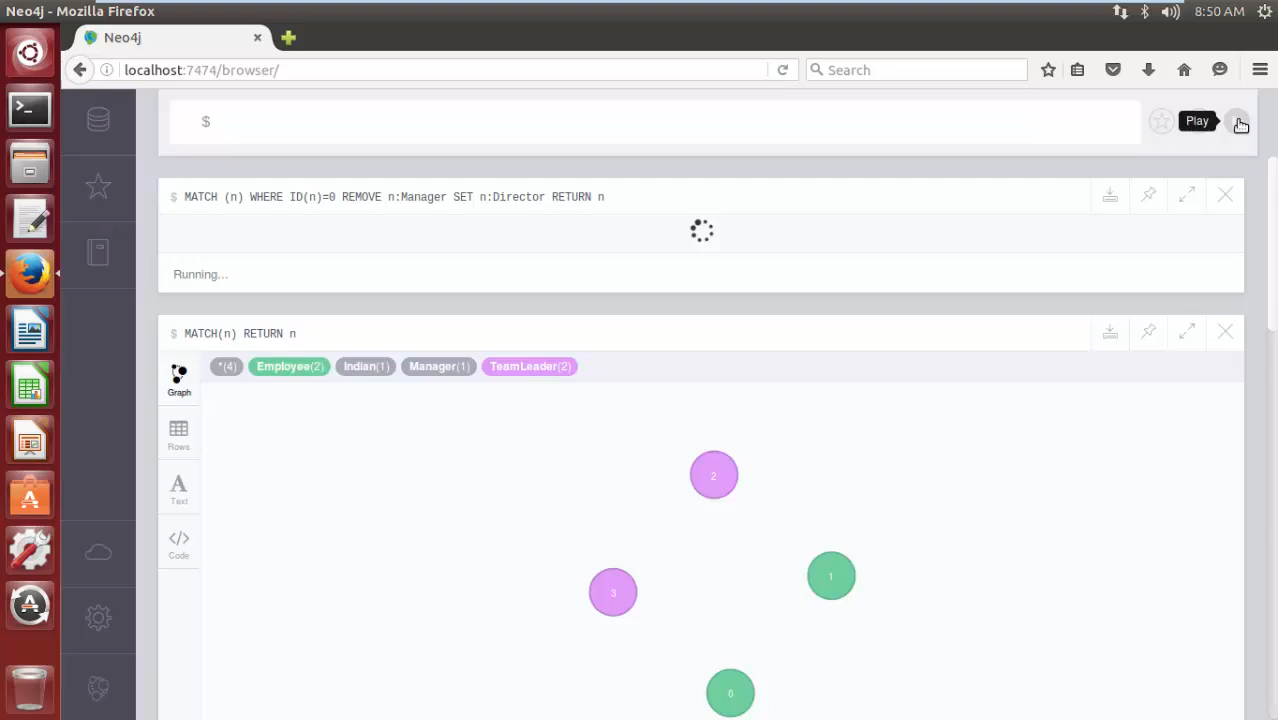 Neo4j - Mozilla Firefox
8:50 AM
Neo4j
localhost:7474/browser/
Search
$
Play
$ MATCH (n) WHERE ID(n)=0 REMOVE n:Manager SET n:Director RETURN n
Running...
$ MATCH(n) RETURN n
*(4) Employee(2) Indian(1) Manager(1) TeamLeader(2)
Graph
Rows
Text
Code
2
1
3
0